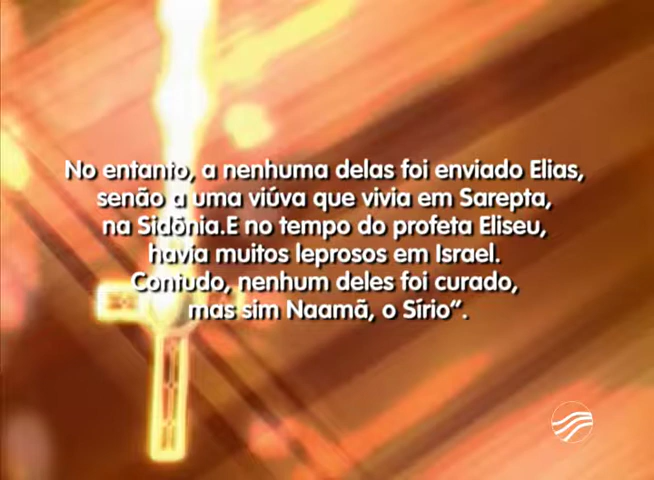 No entanto, a nenhuma delas foi enviado Elias,
senão a uma viúva que vivia em Sarepta,
na Sidônia.E no tempo do profeta Eliseu,
havia muitos leprosos em Israel.
Contudo, nenhum deles foi curado,
mas sim Naamã, o Sírio”.